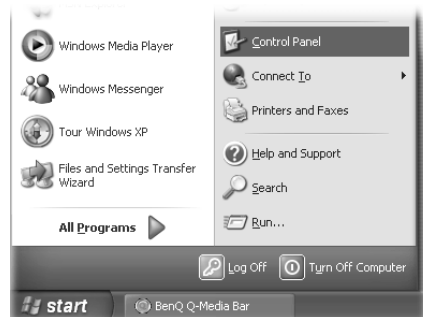 Windows Media Player
Windows Messenger
Tour Windows XP
Files and Settings Transfer
Wizard
All Programs
Control Panel
Connect To
Printers and Faxes
Help and Support
Search
Run...
Log Off
Turn Off Computer
start
BenQ Q-Media Bar